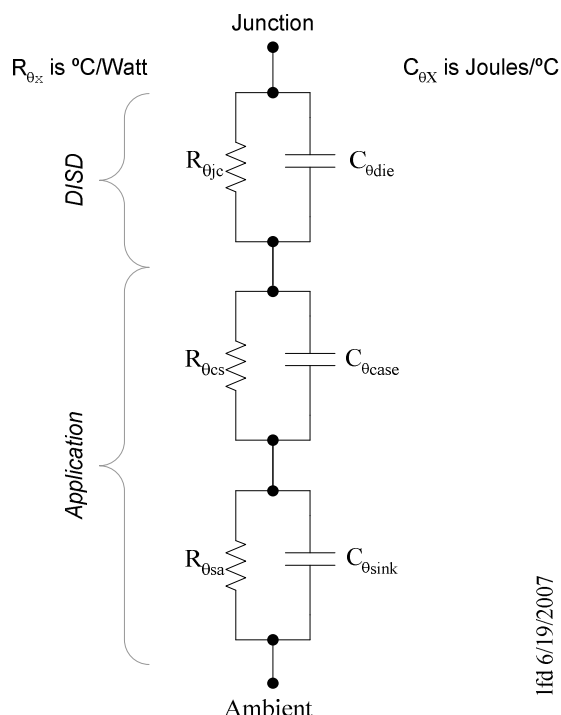 Junction
Rθx is ºC/Watt
CθX is Joules/ºC
DISD
Rθjc
Cθdie
Rθcs
Cθcase
Application
Rθsa
Cθsink
Ambient
lfd 6/19/2007